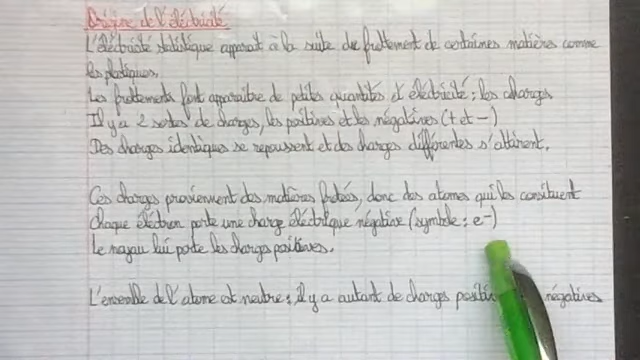 Origine de l'électricité
L'électricité statique apparait à la suite du frottement de certaines matières comme
les plastiques.
Les frottements font apparaître de petites quantités d'électricité : les charges
Il y a 2 sortes de charges, les positives et les négatives (+ et -)
Des charges identiques se repoussent et des charges différentes s'attirent.
Ces charges proviennent des matières frottées, donc des atomes qui les constituent
Chaque électron porte une charge électrique négative (symbole : e-)
Le noyau lui porte les charges positives.
L'ensemble de l'atome est neutre : il y a autant de charges négatives